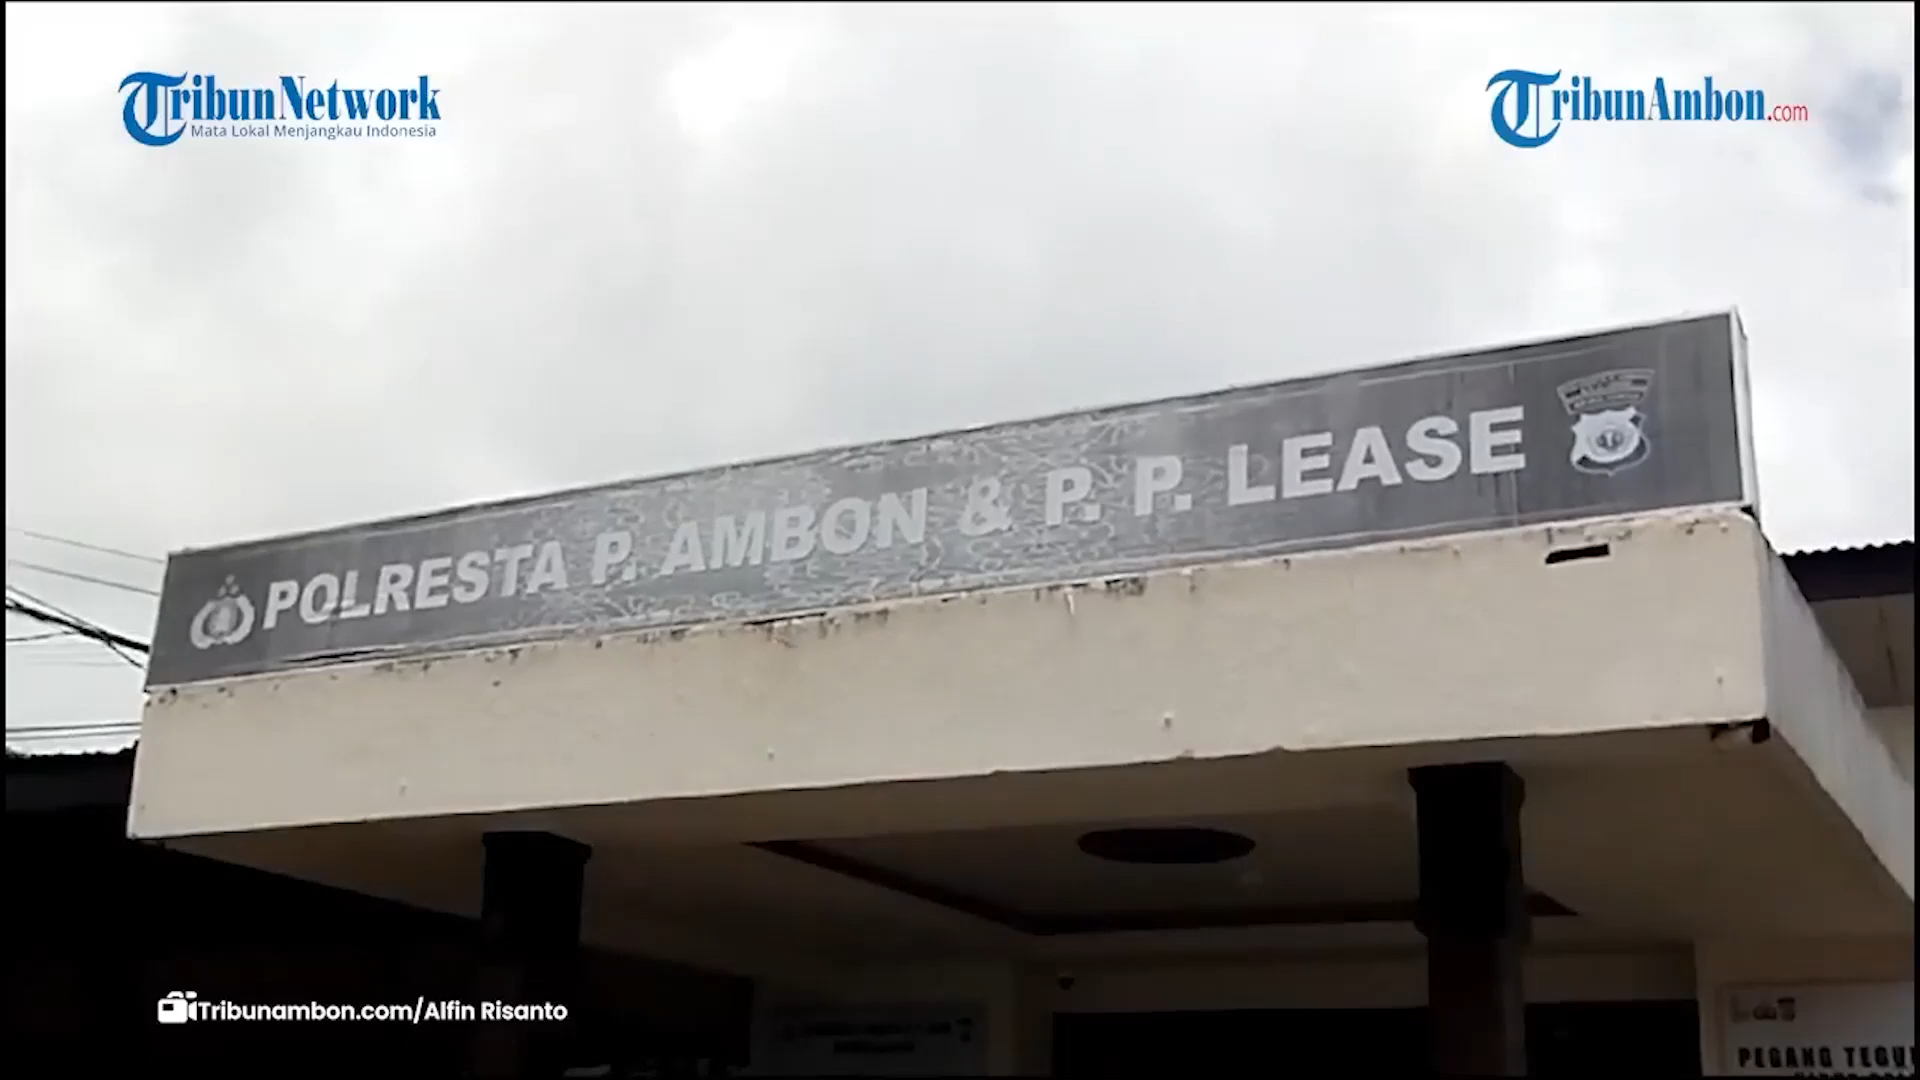 TribunNetwork
Mata Lokal Menjangkau Indonesia
TribunAmbon.com
POLRESTA P. AMBON & P. P. LEASE
Tribunambon.com/Alfin Risanto
PEGANG TEGUH